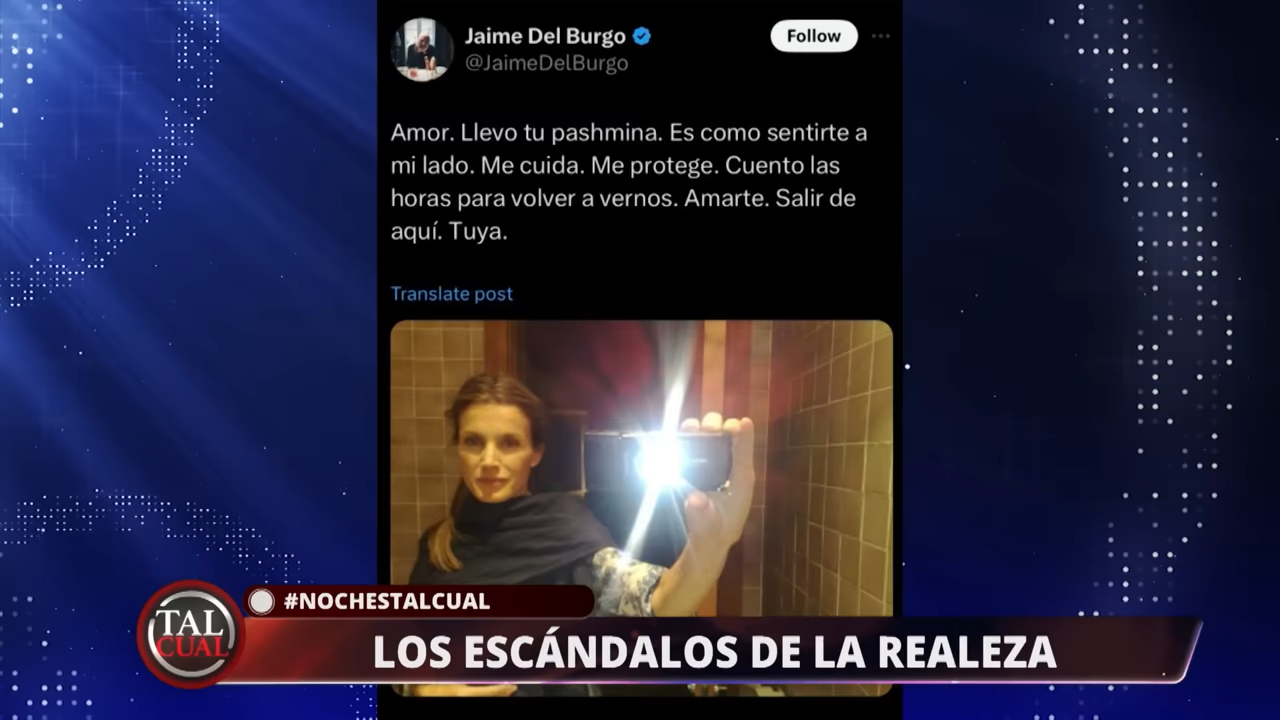 Jaime Del Burgo
@JaimeDelBurgo
Follow
Amor. Llevo tu pashmina. Es como sentirte a
mi lado. Me cuida. Me protege. Cuento las
horas para volver a vernos. Amarte. Salir de
aquí. Tuya.
Translate post
#NOCHESTALCUAL
TAL
CUAL
LOS ESCÁNDALOS DE LA REALEZA